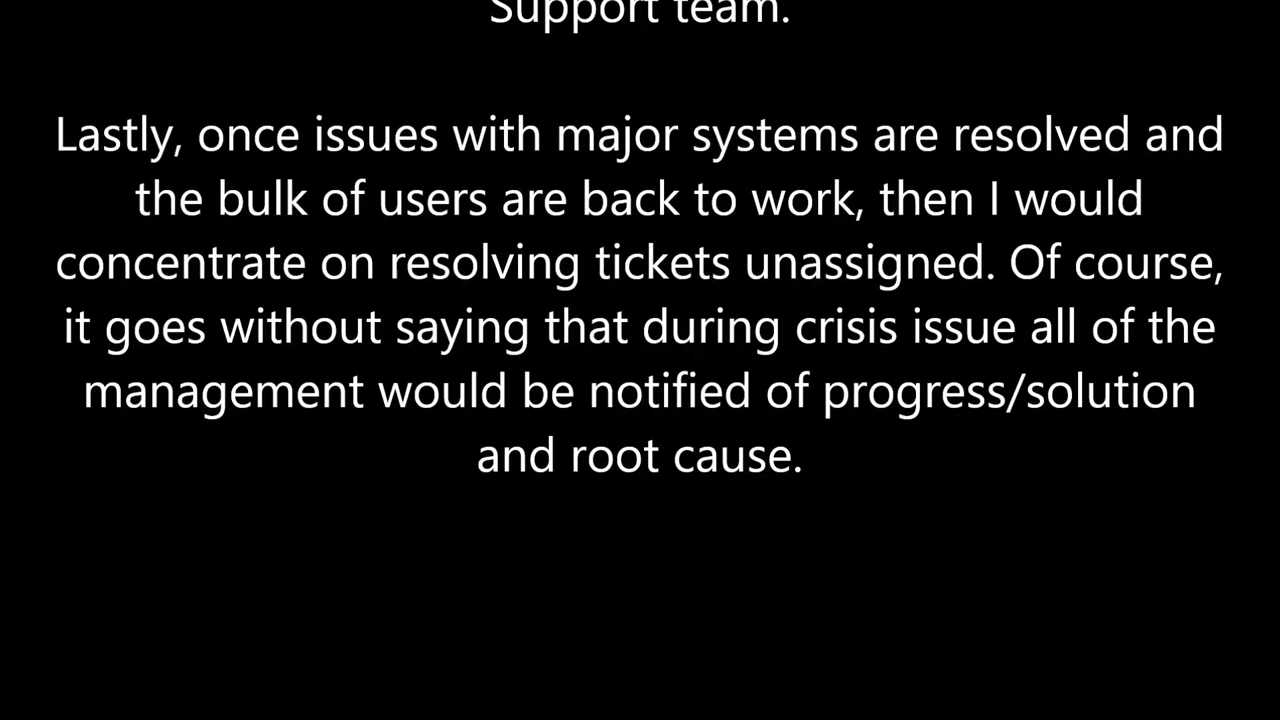 Support team.
Lastly, once issues with major systems are resolved and
the bulk of users are back to work, then I would
concentrate on resolving tickets unassigned. Of course,
it goes without saying that during crisis issue all of the
management would be notified of progress/solution
and root cause.